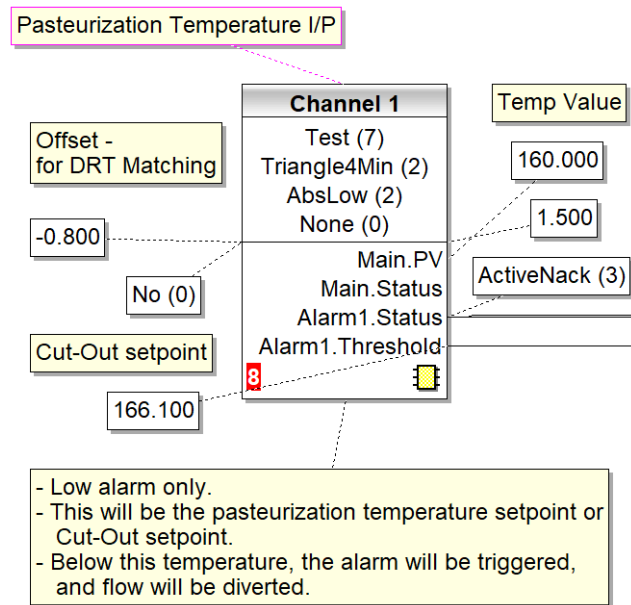 Pasteurization Temperature I/P
Channel 1
Test (7)
Triangle4Min (2)
AbsLow (2)
None (0)
Main.PV
Main.Status
Alarm1.Status
Alarm1.Threshold
8
Temp Value
160.000
1.500
ActiveNack (3)
Offset -
for DRT Matching
-0.800
No (0)
Cut-Out setpoint
166.100
- Low alarm only.
- This will be the pasteurization temperature setpoint or
Cut-Out setpoint.
- Below this temperature, the alarm will be triggered,
and flow will be diverted.